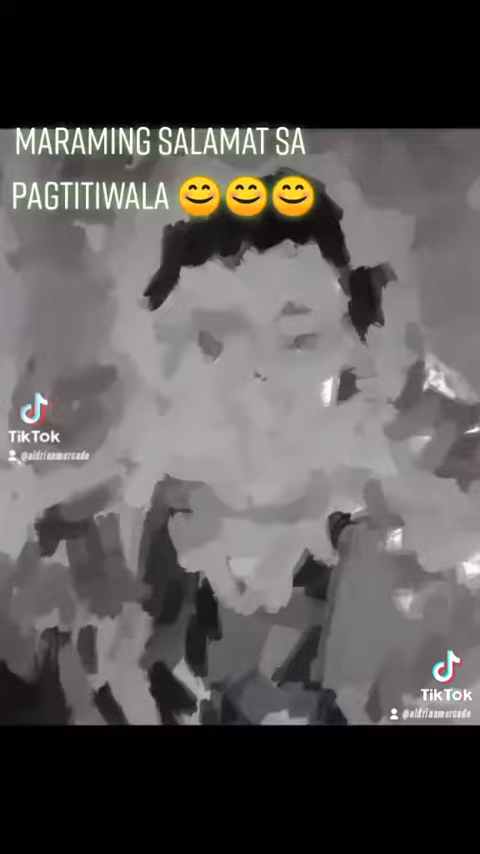 MARAMING SALAMAT SA
PAGTITIWALA 😊😊😊
TikTok
@aldrianmercado
TikTok
@aldrianmercado